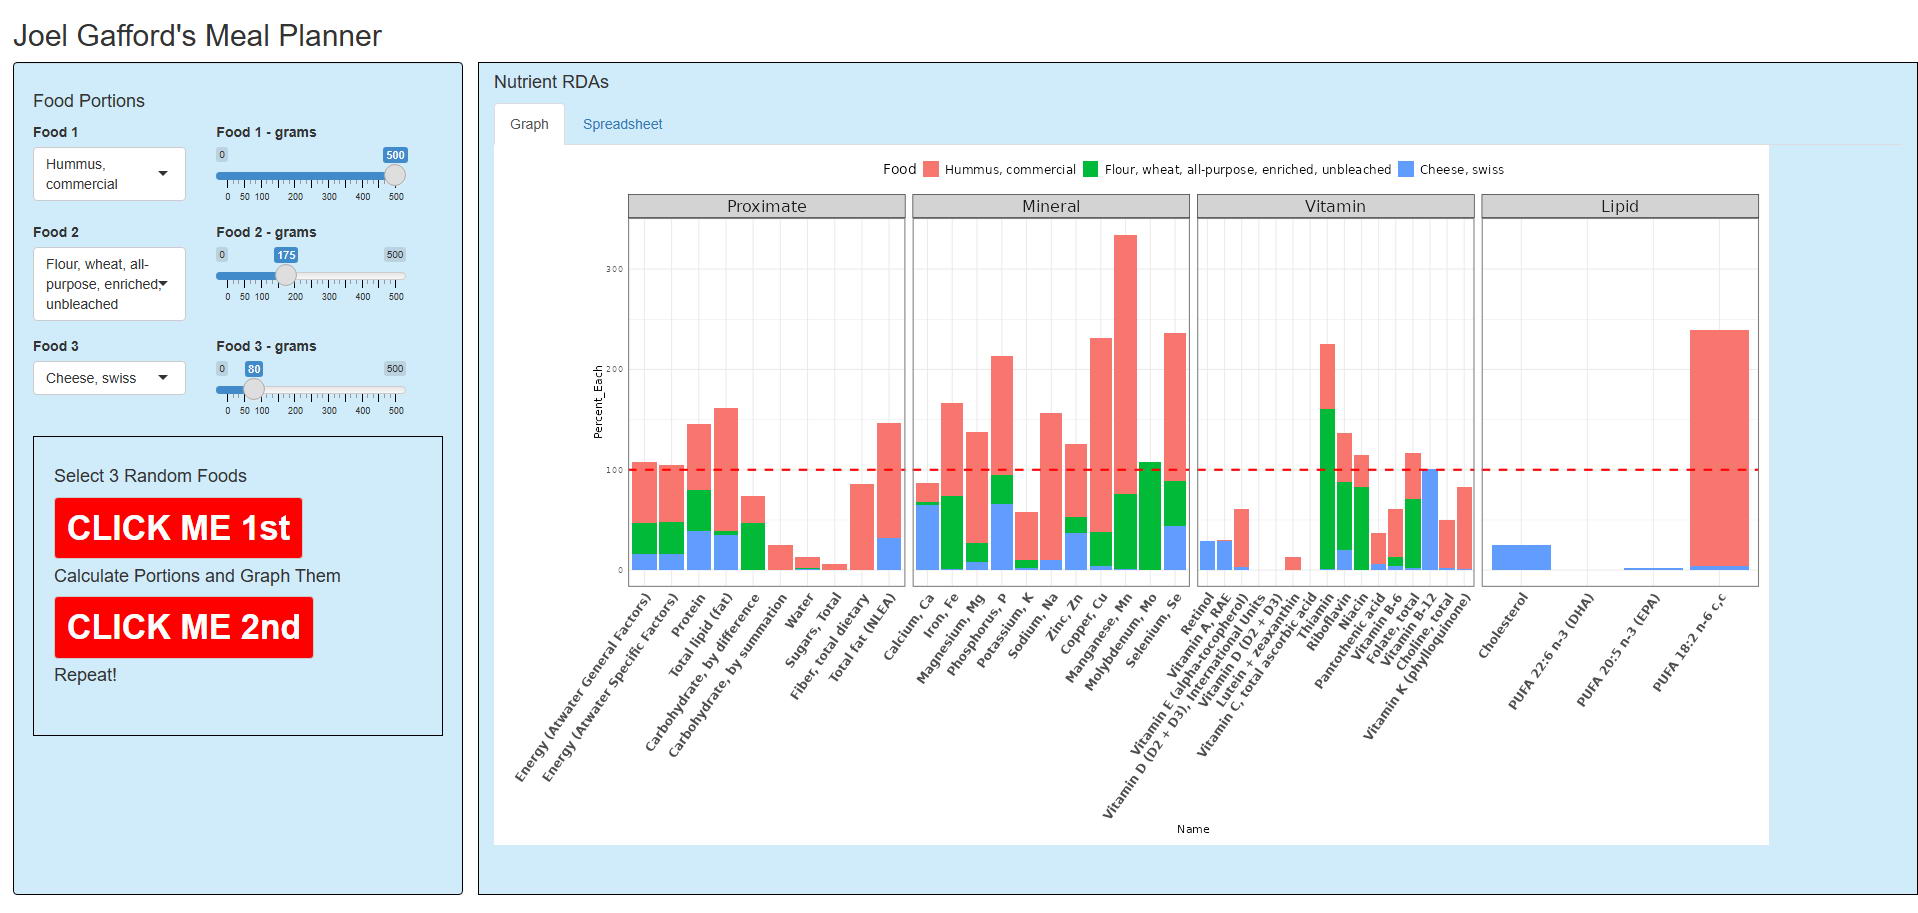 Joel Gafford's Meal Planner
Food Portions
Food 1
Food 1 - grams
Hummus,
commercial
0
500
0 50 100 200 300 400 500
Food 2
Food 2 - grams
Flour, wheat, all-
purpose, enriched,
unbleached
0
175
500
0 50 100 200 300 400 500
Food 3
Food 3 - grams
Cheese, swiss
0
80
500
0 50 100 200 300 400 500
Select 3 Random Foods
CLICK ME 1st
Calculate Portions and Graph Them
CLICK ME 2nd
Repeat!
Nutrient RDAs
Graph
Spreadsheet
Food Hummus, commercial Flour, wheat, all-purpose, enriched, unbleached Cheese, swiss
Proximate
Mineral
Vitamin
Lipid
Percent_Each
300
200
100
0
Energy (Atwater General Factors)
Energy (Atwater Specific Factors)
Protein
Total lipid (fat)
Carbohydrate, by difference
Carbohydrate, by summation
Water
Sugars, Total
Fiber, total dietary
Total fat (NLEA)
Calcium, Ca
Iron, Fe
Magnesium, Mg
Phosphorus, P
Potassium, K
Sodium, Na
Zinc, Zn
Copper, Cu
Manganese, Mn
Molybdenum, Mo
Selenium, Se
Retinol
Vitamin A, RAE
Vitamin E (alpha-tocopherol)
Vitamin D (D2 + D3), International Units
Vitamin D (D2 + D3)
Lutein + zeaxanthin
Vitamin C, total ascorbic acid
Thiamin
Riboflavin
Niacin
Pantothenic acid
Vitamin B-6
Folate, total
Vitamin B-12
Choline, total
Vitamin K (phylloquinone)
Cholesterol
PUFA 22:6 n-3 (DHA)
PUFA 20:5 n-3 (EPA)
PUFA 18:2 n-6 c,c
Name